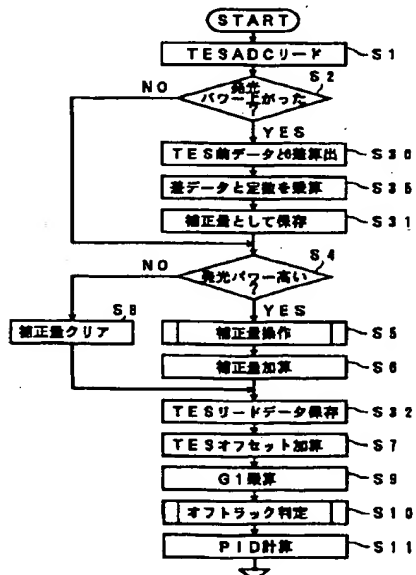 START
TESADCリード S1
発光 S2
NO パワー上がった
?
YES
TES前データとの差算出 S30
差データと定数を乗算 S35
補正量として保存 S31
NO 発光パワー高い S4
?
YES
S8
補正量クリア 補正量操作 S5
補正量加算 S6
TESリードデータ保存 S32
TESオフセット加算 S7
G1乗算 S9
オフトラック判定 S10
PID計算 S11